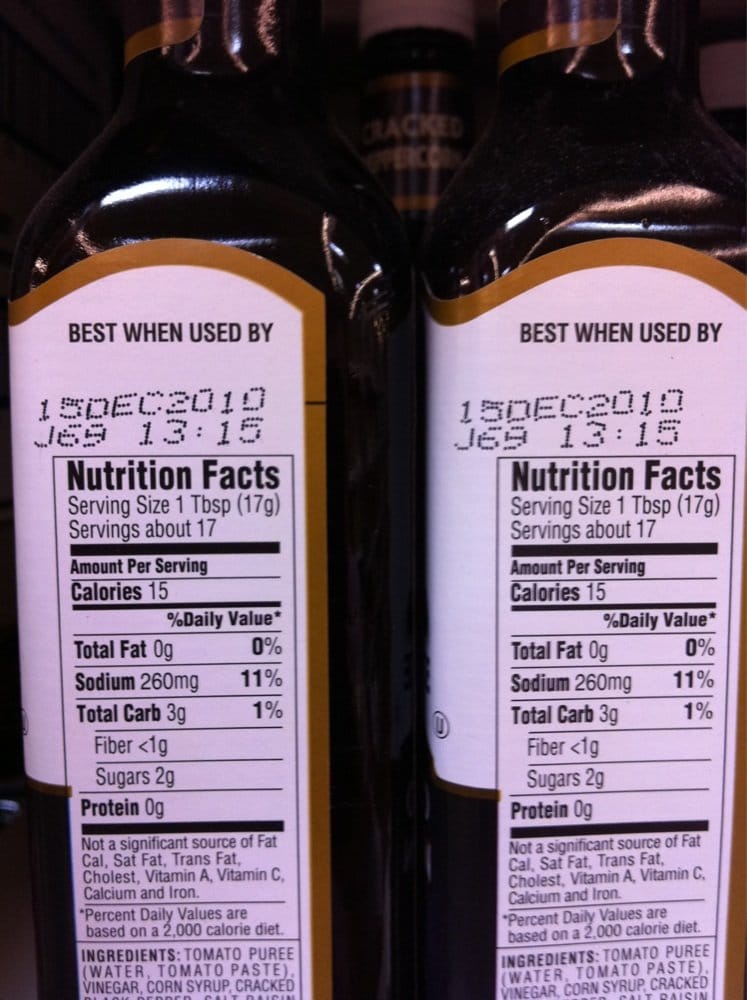 CRACKED
PEPPERCORN
BEST WHEN USED BY
15DEC2010
J69 13:15
Nutrition Facts
Serving Size 1 Tbsp (17g)
Servings about 17
Amount Per Serving
Calories 15
%Daily Value*
Total Fat 0g 0%
Sodium 260mg 11%
Total Carb 3g 1%
Fiber <1g
Sugars 2g
Protein 0g
Not a significant source of Fat
Cal, Sat Fat, Trans Fat,
Cholest, Vitamin A, Vitamin C,
Calcium and Iron.
*Percent Daily Values are
based on a 2,000 calorie diet.
INGREDIENTS: TOMATO PUREE
(WATER, TOMATO PASTE),
VINEGAR, CORN SYRUP, CRACKED
BLACK PEPPER, SALT, RAISIN
BEST WHEN USED BY
15DEC2010
J69 13:15
Nutrition Facts
Serving Size 1 Tbsp (17g)
Servings about 17
Amount Per Serving
Calories 15
%Daily Value*
Total Fat 0g 0%
Sodium 260mg 11%
Total Carb 3g 1%
Fiber <1g
Sugars 2g
Protein 0g
Not a significant source of Fat
Cal, Sat Fat, Trans Fat,
Cholest, Vitamin A, Vitamin C,
Calcium and Iron.
*Percent Daily Values are
based on a 2,000 calorie diet.
INGREDIENTS: TOMATO PUREE
(WATER, TOMATO PASTE),
VINEGAR, CORN SYRUP, CRACKED
U